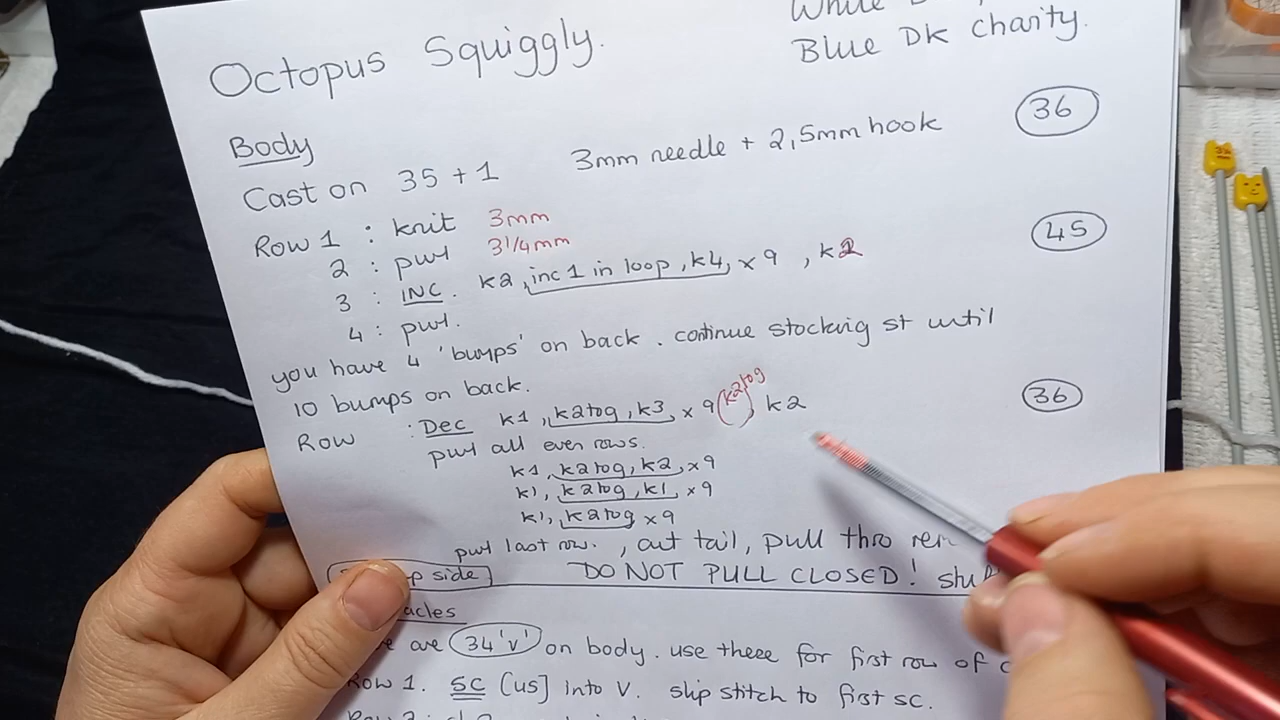 Octopus Squiggly.
White
Blue DK charity.
Body
Cast on 35 + 1 3mm needle + 2,5mm hook 36
Row 1 : knit 3mm
2 : purl 3 1/4mm
3 : INC. k2, inc 1 in loop, k4, x 9, k2 45
4 : purl.
you have 4 'bumps' on back. continue stocking st until
10 bumps on back.
Row : Dec k1, k2tog, k3, x 9 (k2tog), k2 36
purl all even rows.
k1, k2tog, k2, x9
k1, k2tog, k1, x9
k1, k2tog x9
purl last row. , cut tail, pull thro
side DO NOT PULL CLOSED!
are 34 'v' on body. use these for first row of
Row 1. SC [US] into V. slip stitch to first sc.